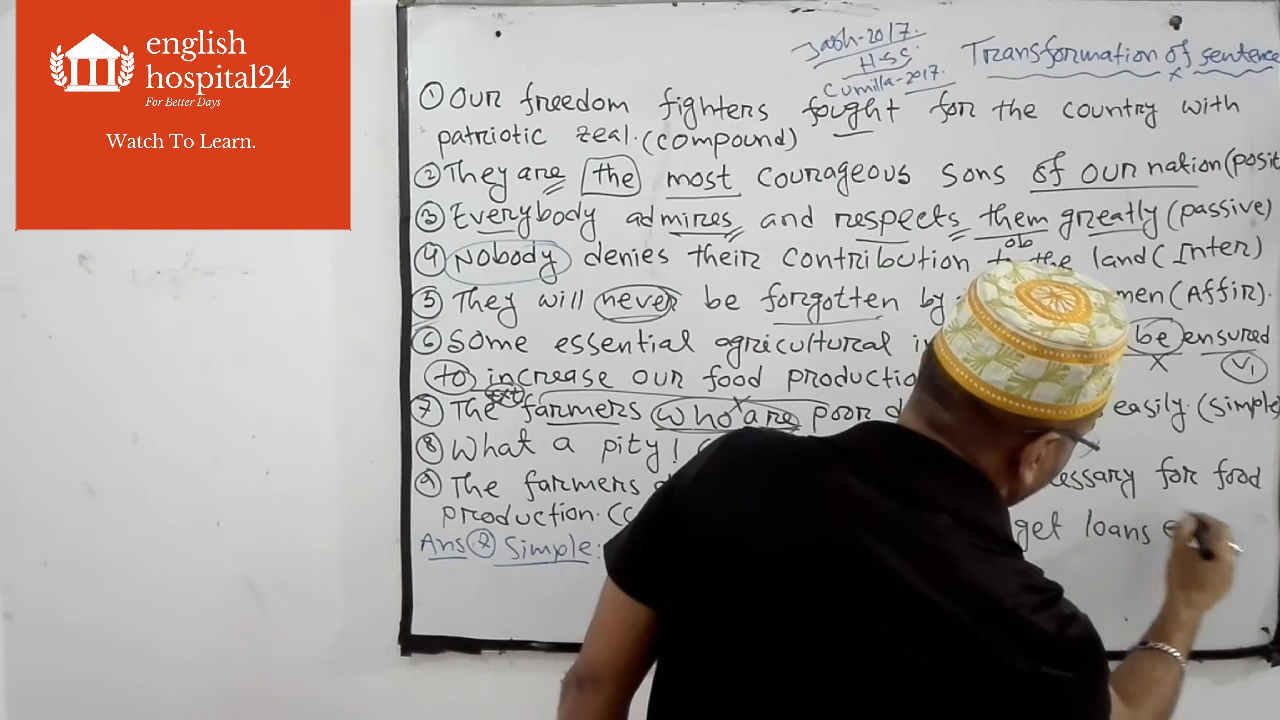 english
hospital24
For Better Days
Watch To Learn.
Jash-2017.
H.S.S.
Cumilla-2017.
Transformation of sentence
① Our freedom fighters fought for the country with
patriotic zeal. (compound)
② They are the most courageous sons of our nation (posit
③ Everybody admires and respects them greatly (passive)
ob
④ Nobody denies their contribution to the land (Inter)
⑤ They will never be forgotten by men (Affir).
⑥ Some essential agricultural be ensured
V1
to increase our food productio
ext
⑦ The farmers who are poor easily. (simple
⑧ What a pity!
⑨ The farmers cessary for food
production.
Ans ⑦ Simple: get loans e